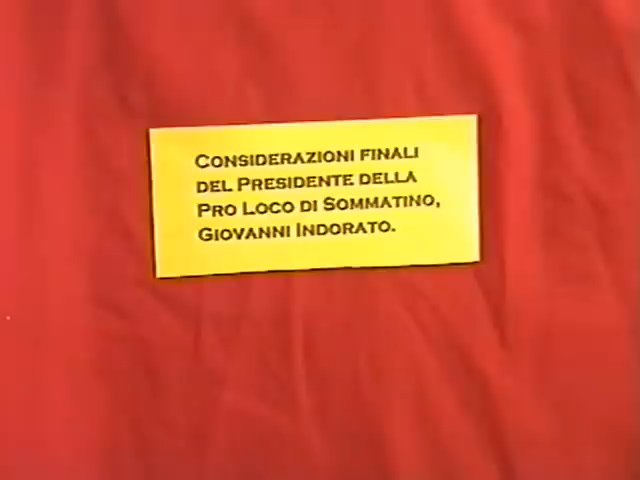 Considerazioni finali
del Presidente della
Pro Loco di Sommatino,
Giovanni Indorato.